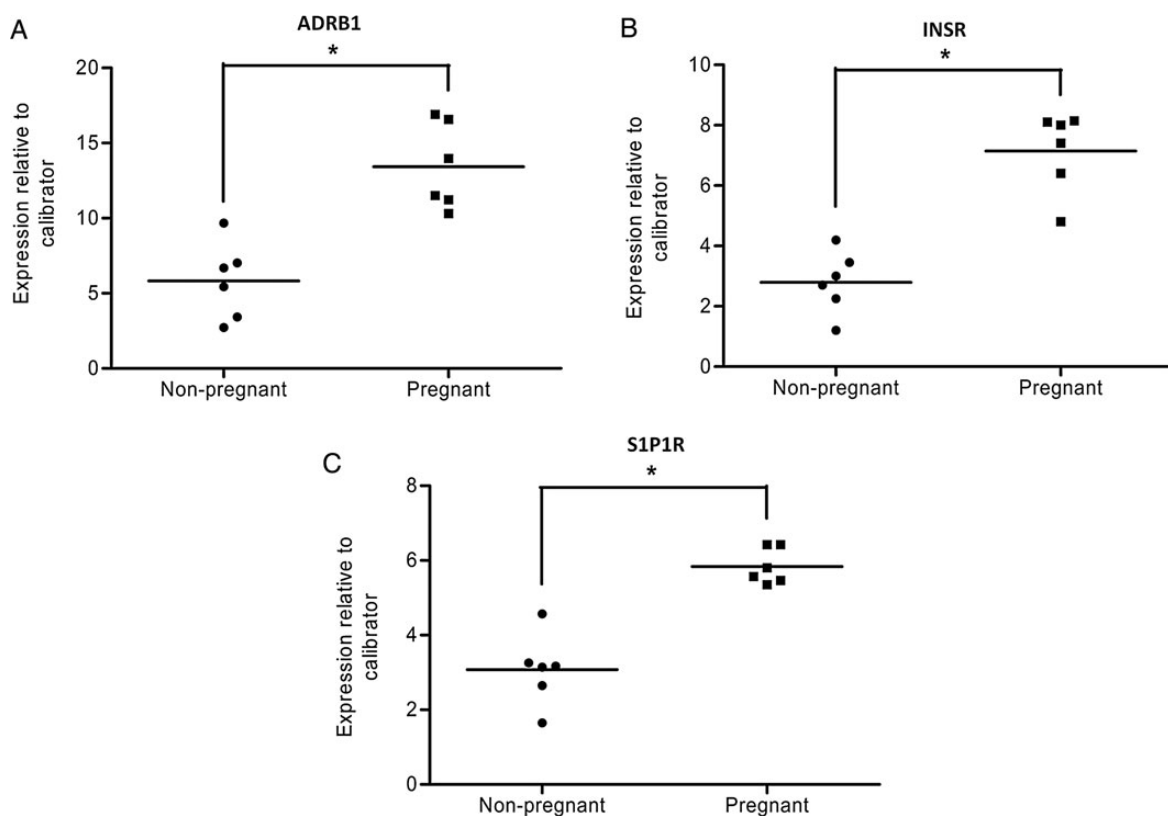 A
ADRB1
*
20
15
10
5
0
Expression relative to
calibrator
Non-pregnant
Pregnant
B
INSR
*
10
8
6
4
2
0
Expression relative to
calibrator
Non-pregnant
Pregnant
C
S1P1R
*
8
6
4
2
0
Expression relative to
calibrator
Non-pregnant
Pregnant